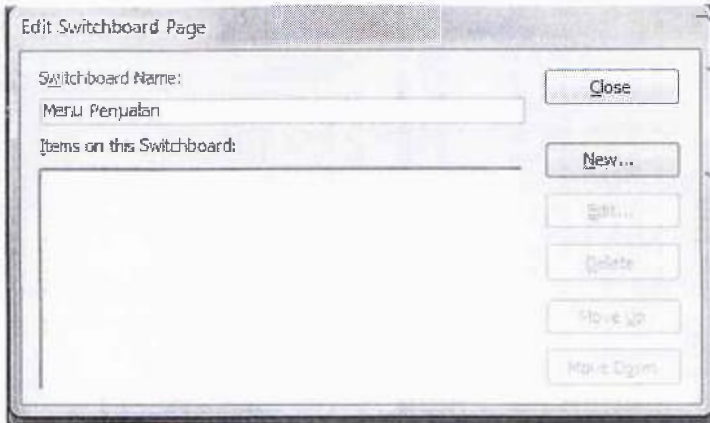 Edit Switchboard Page
Switchboard Name:
Close
Menu Penjualan
Items on this Switchboard:
New...
Edit...
Delete
Move Up
Move Down